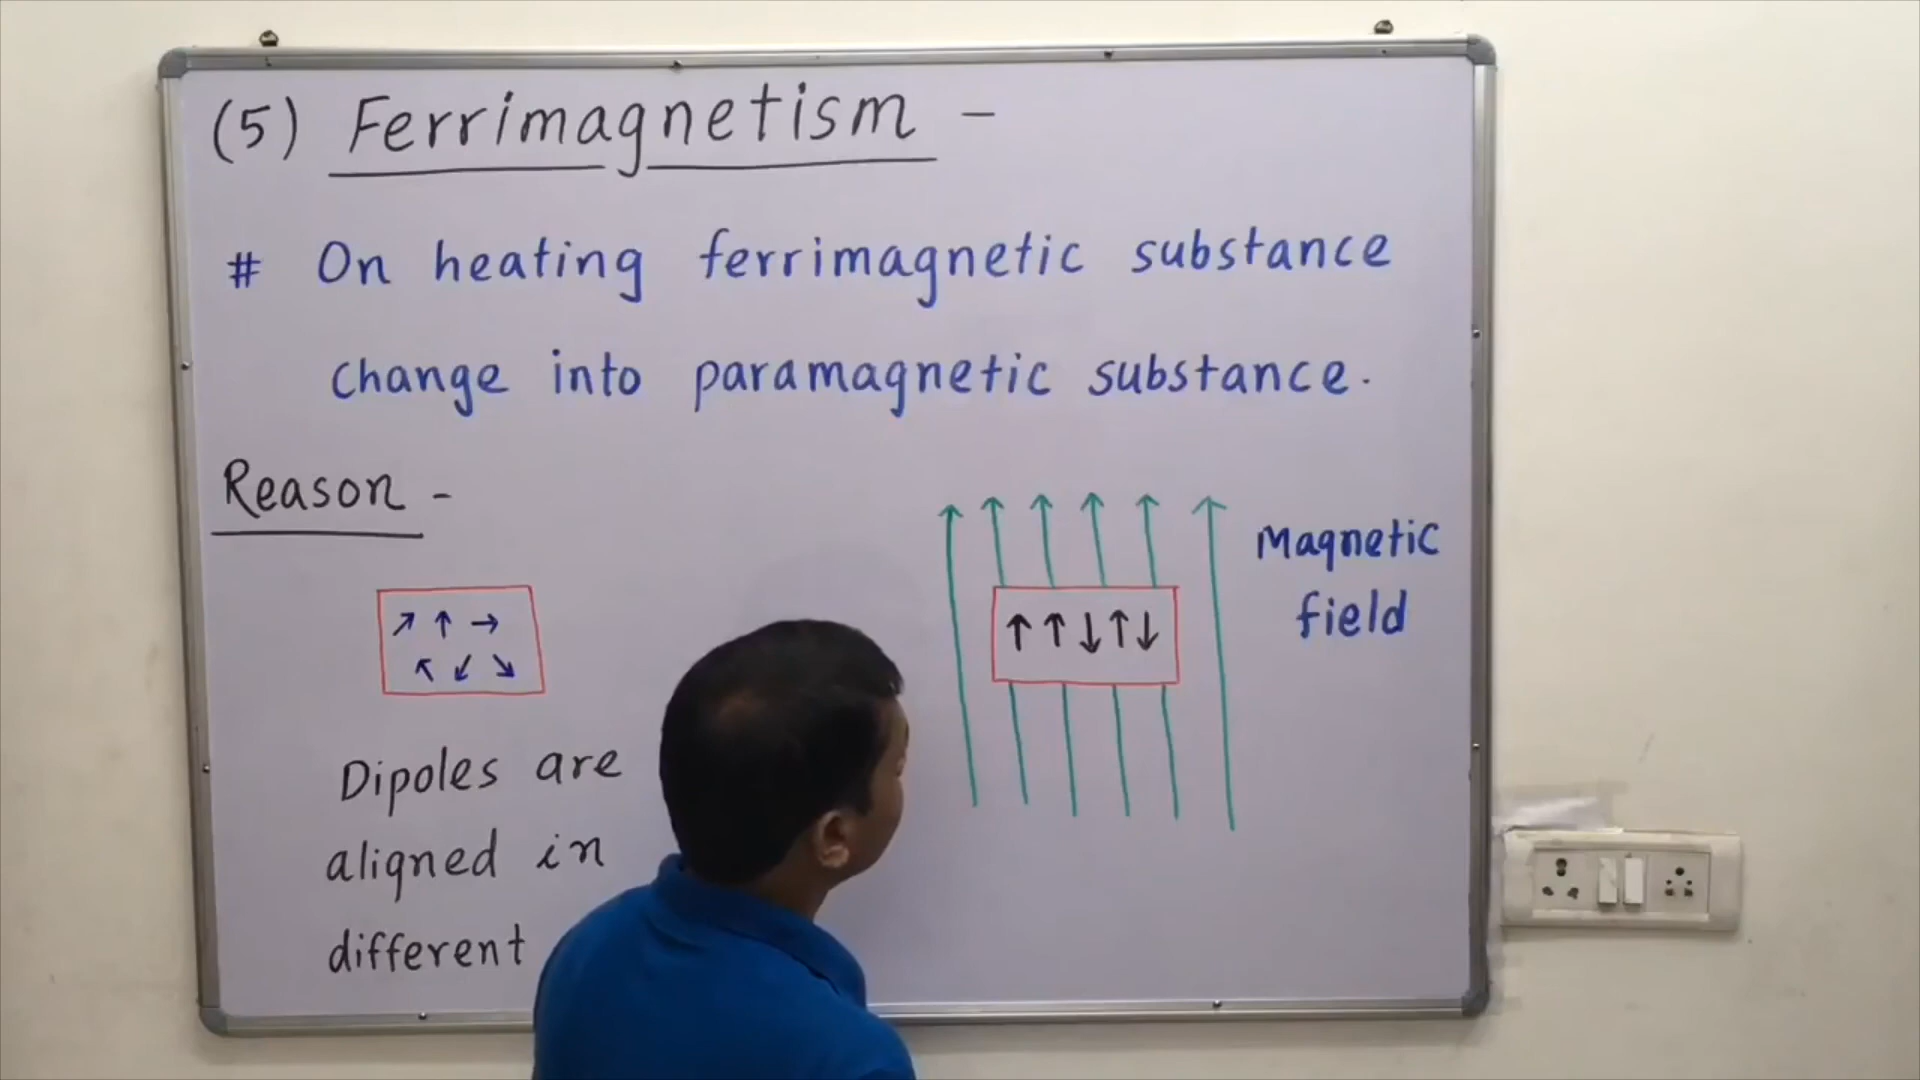 (5) Ferrimagnetism -
# On heating ferrimagnetic substance
change into paramagnetic substance.
Reason -
Magnetic
field
Dipoles are
aligned in
different